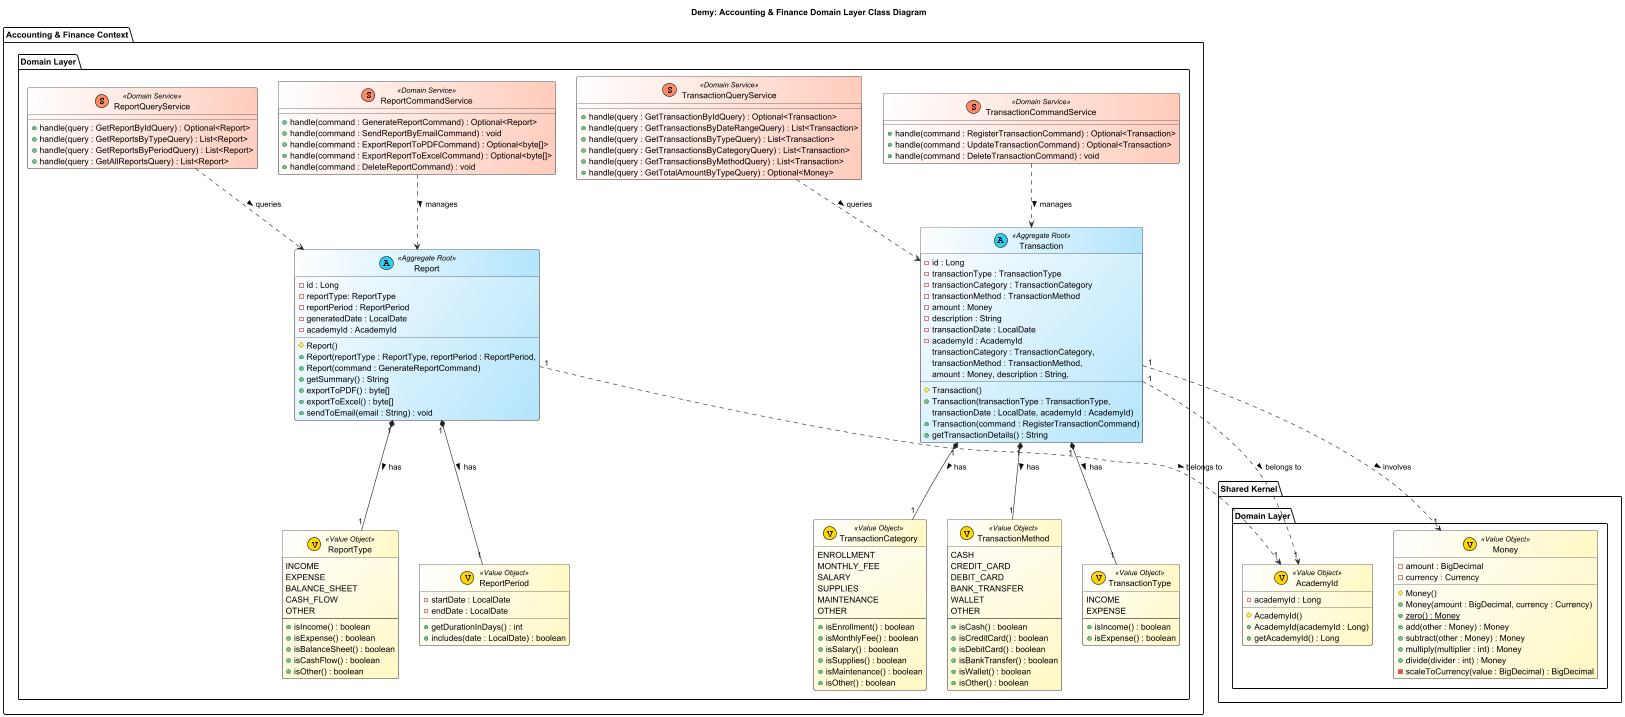 Demy: Accounting & Finance Domain Layer Class Diagram
Accounting & Finance Context
Domain Layer
«Domain Service»
ReportQueryService
handle(query : GetReportByIdQuery) : Optional<Report>
handle(query : GetReportsByTypeQuery) : List<Report>
handle(query : GetReportsByPeriodQuery) : List<Report>
handle(query : GetAllReportsQuery) : List<Report>
«Domain Service»
ReportCommandService
handle(command : GenerateReportCommand) : Optional<Report>
handle(command : SendReportByEmailCommand) : void
handle(command : ExportReportToPDFCommand) : Optional<byte[]>
handle(command : ExportReportToExcelCommand) : Optional<byte[]>
handle(command : DeleteReportCommand) : void
«Domain Service»
TransactionQueryService
handle(query : GetTransactionByIdQuery) : Optional<Transaction>
handle(query : GetTransactionsByDateRangeQuery) : List<Transaction>
handle(query : GetTransactionsByTypeQuery) : List<Transaction>
handle(query : GetTransactionsByCategoryQuery) : List<Transaction>
handle(query : GetTransactionsByMethodQuery) : List<Transaction>
handle(query : GetTotalAmountByTypeQuery) : Optional<Money>
«Domain Service»
TransactionCommandService
handle(command : RegisterTransactionCommand) : Optional<Transaction>
handle(command : UpdateTransactionCommand) : Optional<Transaction>
handle(command : DeleteTransactionCommand) : void
queries
manages
queries
manages
«Aggregate Root»
Report
id : Long
reportType: ReportType
reportPeriod : ReportPeriod
generatedDate : LocalDate
academyId : AcademyId
Report()
Report(reportType : ReportType, reportPeriod : ReportPeriod,
Report(command : GenerateReportCommand)
getSummary() : String
exportToPDF() : byte[]
exportToExcel() : byte[]
sendToEmail(email : String) : void
«Aggregate Root»
Transaction
id : Long
transactionType : TransactionType
transactionCategory : TransactionCategory
transactionMethod : TransactionMethod
amount : Money
description : String
transactionDate : LocalDate
academyId : AcademyId
transactionCategory : TransactionCategory,
transactionMethod : TransactionMethod,
amount : Money, description : String,
Transaction()
Transaction(transactionType : TransactionType,
transactionDate : LocalDate, academyId : AcademyId)
Transaction(command : RegisterTransactionCommand)
getTransactionDetails() : String
1
1
1
1
1
1
1
1
has
has
has
has
has
belongs to
belongs to
involves
1
1
1
1
1
1
1
1
«Value Object»
ReportType
INCOME
EXPENSE
BALANCE_SHEET
CASH_FLOW
OTHER
isIncome() : boolean
isExpense() : boolean
isBalanceSheet() : boolean
isCashFlow() : boolean
isOther() : boolean
«Value Object»
ReportPeriod
startDate : LocalDate
endDate : LocalDate
getDurationInDays() : int
includes(date : LocalDate) : boolean
«Value Object»
TransactionCategory
ENROLLMENT
MONTHLY_FEE
SALARY
SUPPLIES
MAINTENANCE
OTHER
isEnrollment() : boolean
isMonthlyFee() : boolean
isSalary() : boolean
isSupplies() : boolean
isMaintenance() : boolean
isOther() : boolean
«Value Object»
TransactionMethod
CASH
CREDIT_CARD
DEBIT_CARD
BANK_TRANSFER
WALLET
OTHER
isCash() : boolean
isCreditCard() : boolean
isDebitCard() : boolean
isBankTransfer() : boolean
isWallet() : boolean
isOther() : boolean
«Value Object»
TransactionType
INCOME
EXPENSE
isIncome() : boolean
isExpense() : boolean
Shared Kernel
Domain Layer
«Value Object»
AcademyId
academyId : Long
AcademyId()
AcademyId(academyId : Long)
getAcademyId() : Long
«Value Object»
Money
amount : BigDecimal
currency : Currency
Money()
Money(amount : BigDecimal, currency : Currency)
zero() : Money
add(other : Money) : Money
subtract(other : Money) : Money
multiply(multiplier : int) : Money
divide(divider : int) : Money
scaleToCurrency(value : BigDecimal) : BigDecimal